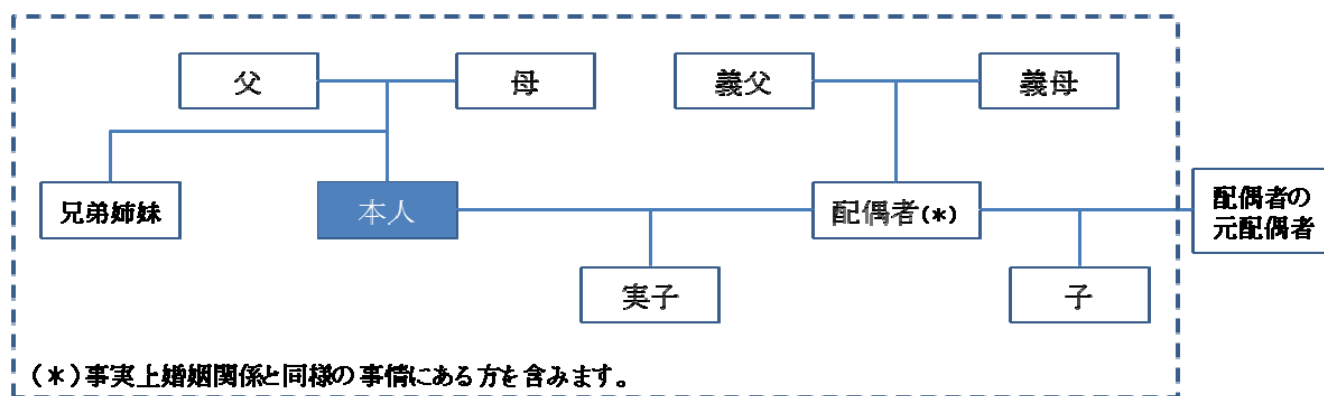 父
母
義父
義母
兄弟姉妹
本人
配偶者(*)
配偶者の
元配偶者
実子
子
(*)事実上婚姻関係と同様の事情にある方を含みます。